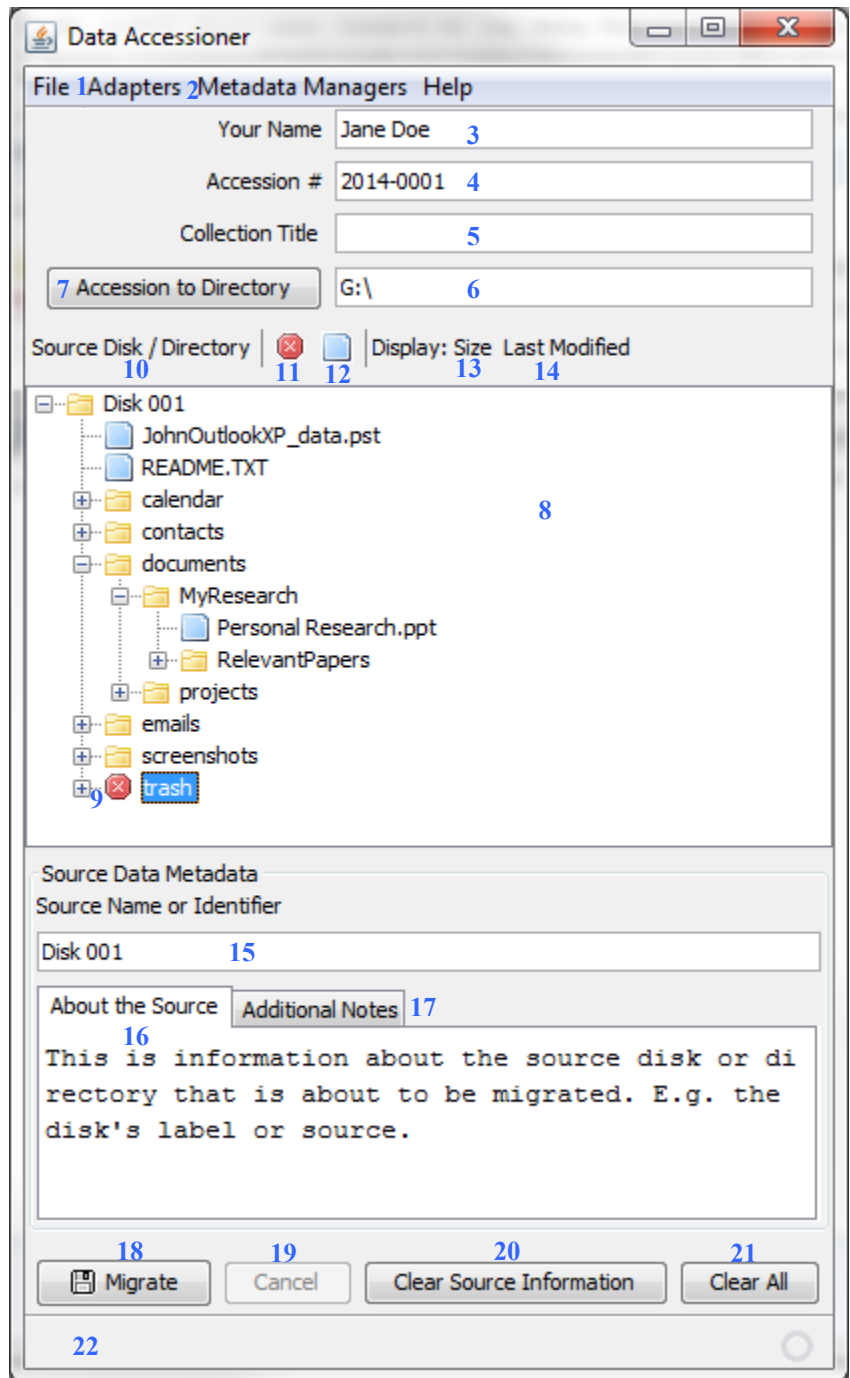 Data Accessioner
File 1Adapters 2Metadata Managers Help
Your Name Jane Doe 3
Accession # 2014-0001 4
Collection Title 5
7 Accession to Directory G:\ 6
Source Disk / Directory Display: Size Last Modified
10 11 12 13 14
Disk 001
JohnOutlookXP_data.pst
README.TXT
calendar
8
contacts
documents
MyResearch
Personal Research.ppt
RelevantPapers
projects
emails
screenshots
9 trash
Source Data Metadata
Source Name or Identifier
Disk 001 15
About the Source Additional Notes 17
16
This is information about the source disk or di
rectory that is about to be migrated. E.g. the
disk's label or source.
18 19 20 21
Migrate Cancel Clear Source Information Clear All
22